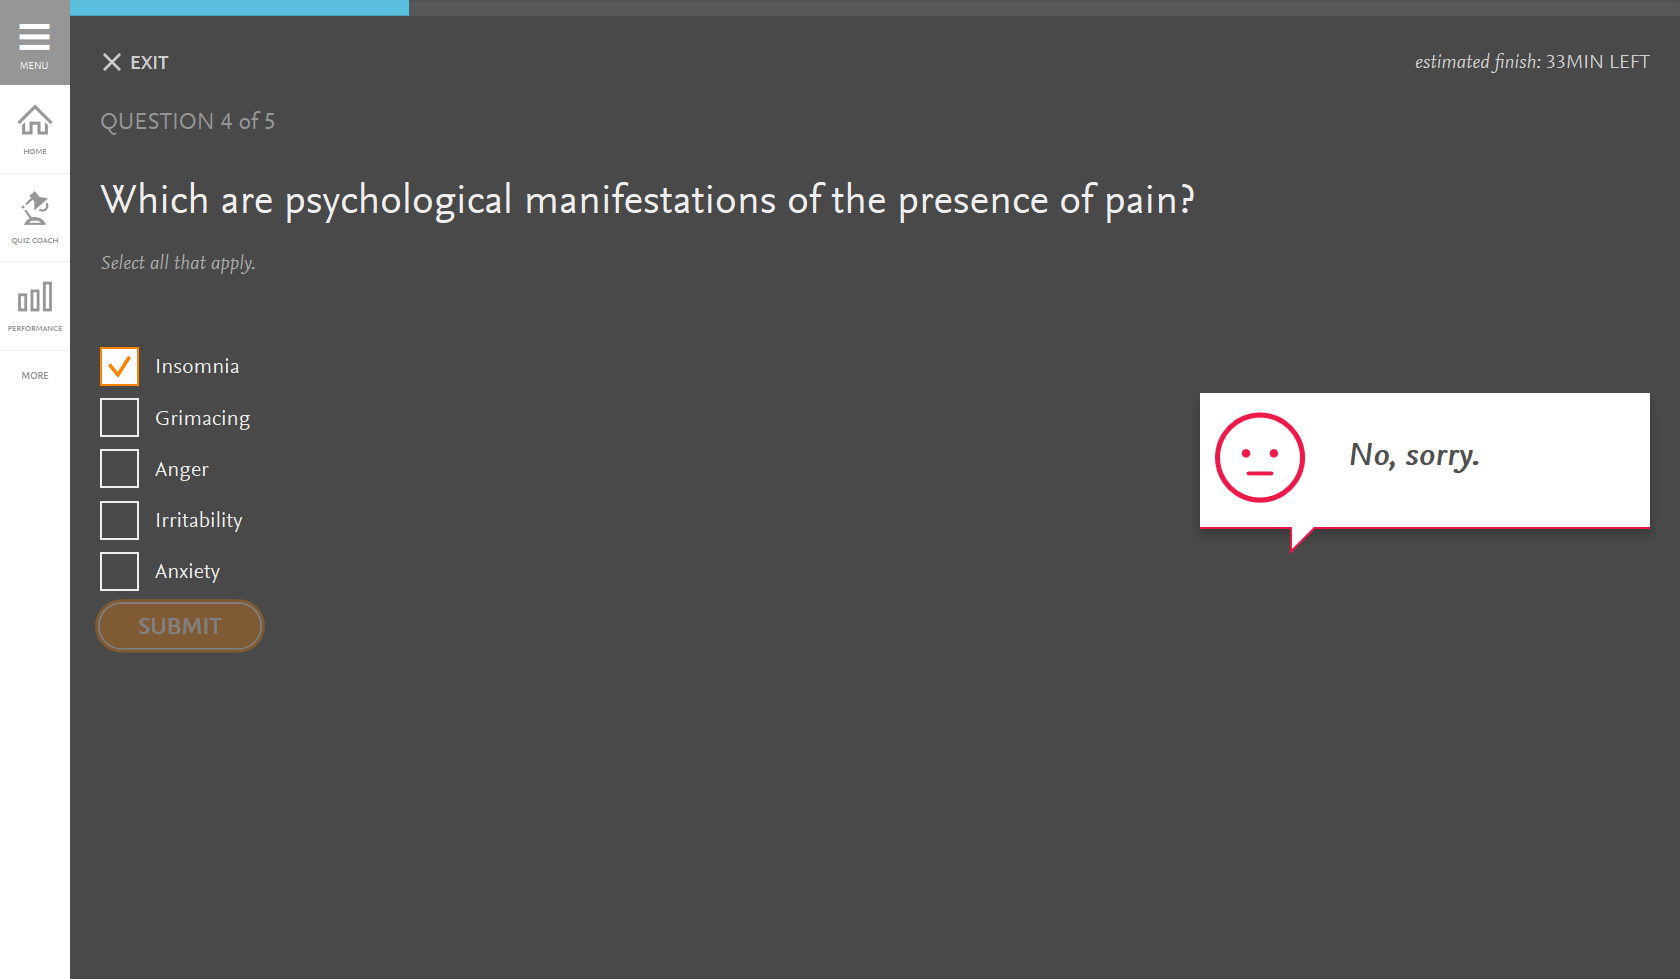 MENU
HOME
QUIZ COACH
PERFORMANCE
MORE
EXIT
estimated finish: 33MIN LEFT
QUESTION 4 of 5
Which are psychological manifestations of the presence of pain?
Select all that apply.
Insomnia
Grimacing
Anger
Irritability
Anxiety
SUBMIT
No, sorry.